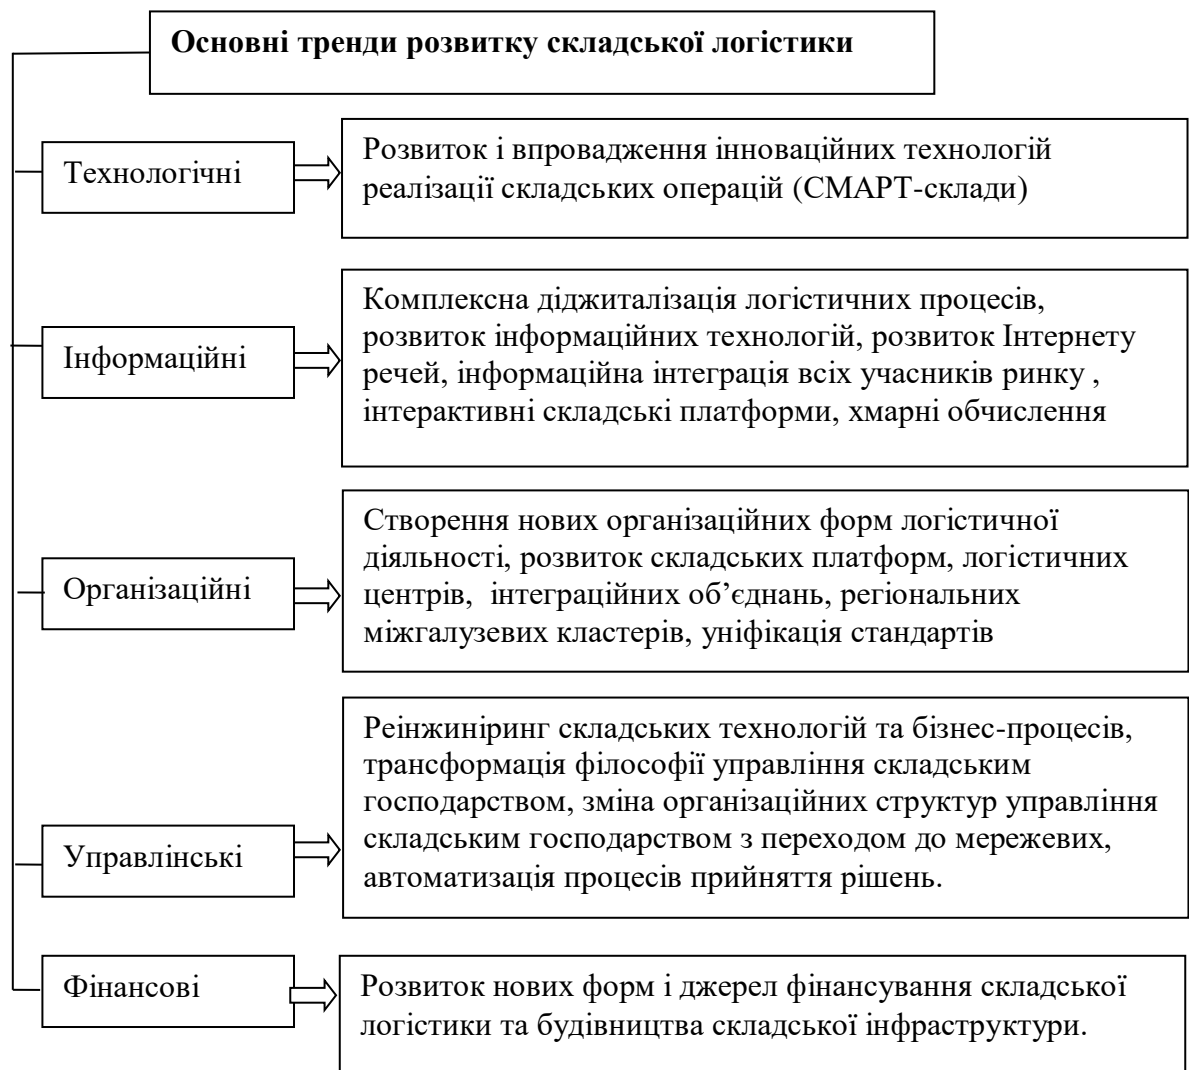 Основні тренди розвитку складської логістики
Технологічні
Розвиток і впровадження інноваційних технологій
реалізації складських операцій (СМАРТ-склади)
Інформаційні
Комплексна діджиталізація логістичних процесів,
розвиток інформаційних технологій, розвиток Інтернету
речей, інформаційна інтеграція всіх учасників ринку ,
інтерактивні складські платформи, хмарні обчислення
Організаційні
Створення нових організаційних форм логістичної
діяльності, розвиток складських платформ, логістичних
центрів, інтеграційних об’єднань, регіональних
міжгалузевих кластерів, уніфікація стандартів
Управлінські
Реінжиніринг складських технологій та бізнес-процесів,
трансформація філософії управління складським
господарством, зміна організаційних структур управління
складським господарством з переходом до мережевих,
автоматизація процесів прийняття рішень.
Фінансові
Розвиток нових форм і джерел фінансування складської
логістики та будівництва складської інфраструктури.